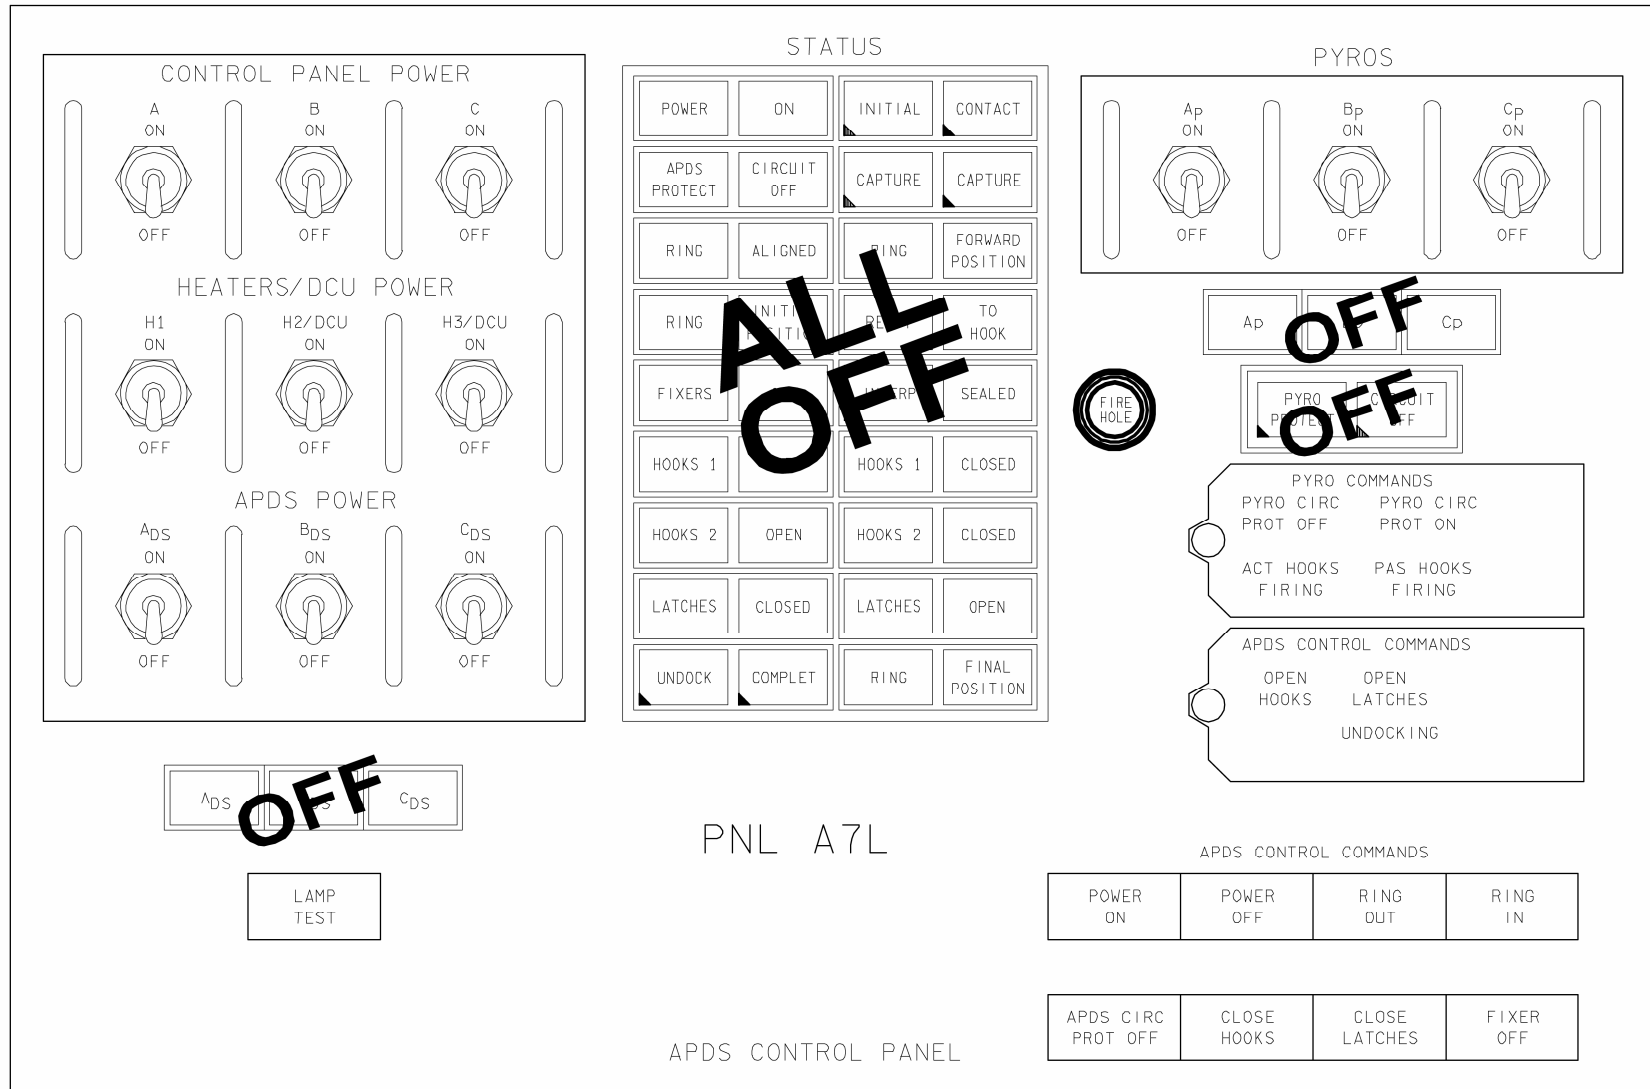 CONTROL PANEL POWER
A B C
ON ON ON
OFF OFF OFF
HEATERS/DCU POWER
H1 H2/DCU H3/DCU
ON ON ON
OFF OFF OFF
APDS POWER
ADS BDS CDS
ON ON ON
OFF OFF OFF
ADS CDS
OFF
LAMP
TEST
STATUS
POWER ON INITIAL CONTACT
APDS CIRCUIT CAPTURE CAPTURE
PROTECT OFF
RING ALIGNED RING FORWARD
POSITION
RING TO
HOOK
FIXERS SEALED
HOOKS 1 HOOKS 1 CLOSED
HOOKS 2 OPEN HOOKS 2 CLOSED
LATCHES CLOSED LATCHES OPEN
UNDOCK COMPLET RING FINAL
POSITION
ALL
OFF
PNL A7L
APDS CONTROL PANEL
PYROS
Ap Bp Cp
ON ON ON
OFF OFF OFF
Ap Cp
OFF
FIRE
HOLE
PYRO CIRCUIT
PROTECT OFF
OFF
PYRO COMMANDS
PYRO CIRC PYRO CIRC
PROT OFF PROT ON
ACT HOOKS PAS HOOKS
FIRING FIRING
APDS CONTROL COMMANDS
OPEN OPEN
HOOKS LATCHES
UNDOCKING
APDS CONTROL COMMANDS
POWER POWER RING RING
ON OFF OUT IN
APDS CIRC CLOSE CLOSE FIXER
PROT OFF HOOKS LATCHES OFF